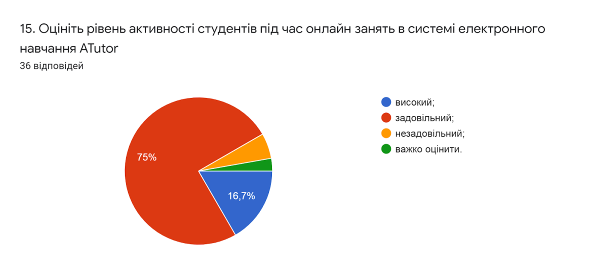 15. Оцініть рівень активності студентів під час онлайн занять в системі електронного
навчання ATutor
36 відповідей
високий;
задовільний;
незадовільний;
важко оцінити.
75%
16,7%